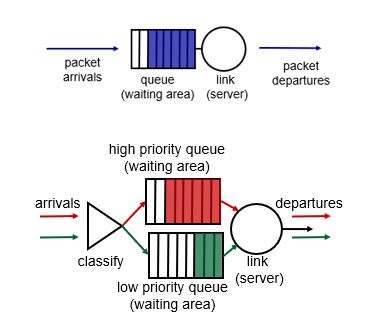 packet
arrivals
queue
(waiting area)
link
(server)
packet
departures
high priority queue
(waiting area)
arrivals
departures
classify
link
(server)
low priority queue
(waiting area)